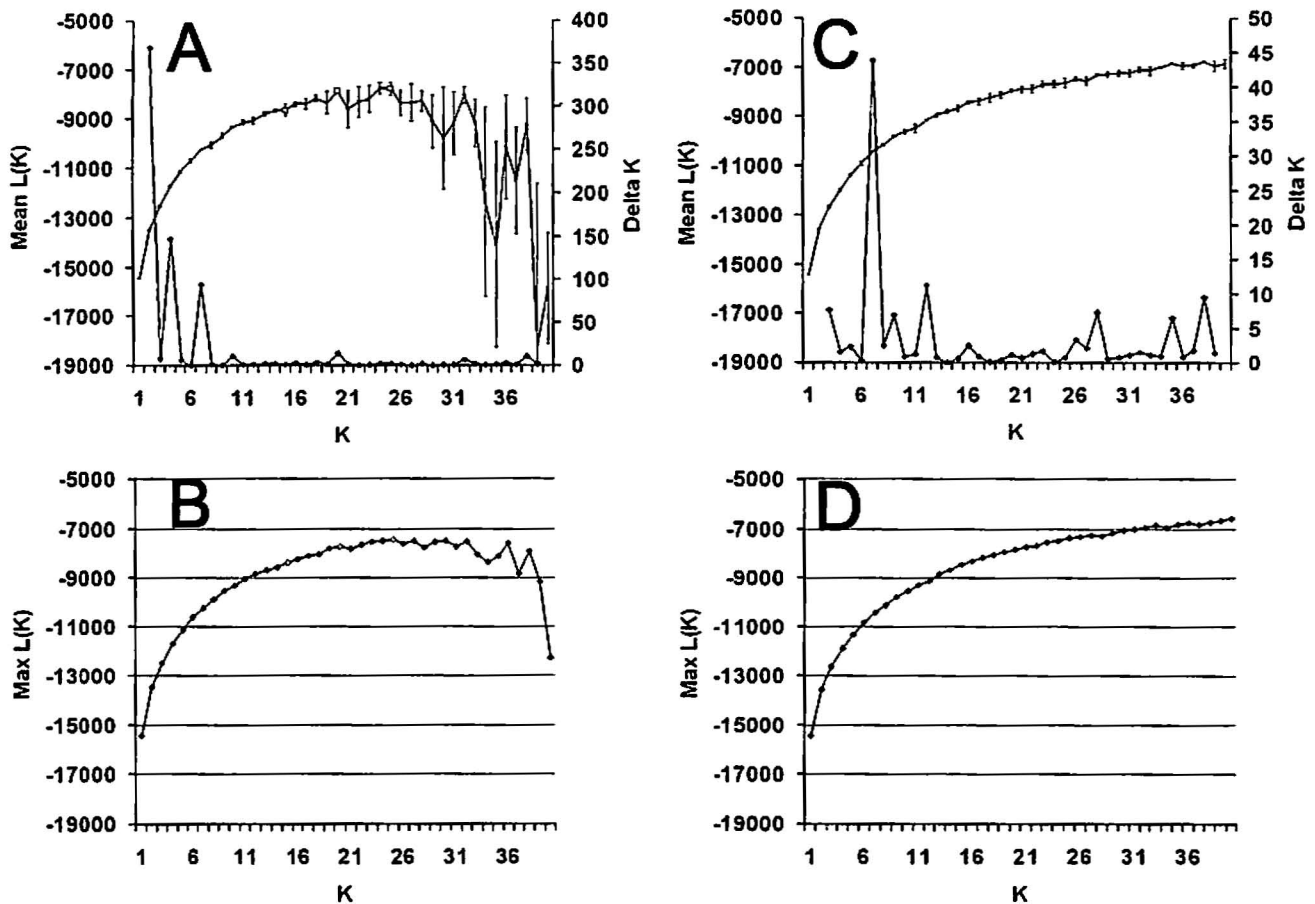 A
-5000
-7000
-9000
-11000
-13000
-15000
-17000
-19000
Mean L(K)
400
350
300
250
200
150
100
50
0
Delta K
1 6 11 16 21 26 31 36
K
C
-5000
-7000
-9000
-11000
-13000
-15000
-17000
-19000
Mean L(K)
50
45
40
35
30
25
20
15
10
5
0
Delta K
1 6 11 16 21 26 31 36
K
B
-5000
-7000
-9000
-11000
-13000
-15000
-17000
-19000
Max L(K)
1 6 11 16 21 26 31 36
K
D
-5000
-7000
-9000
-11000
-13000
-15000
-17000
-19000
Max L(K)
1 6 11 16 21 26 31 36
K